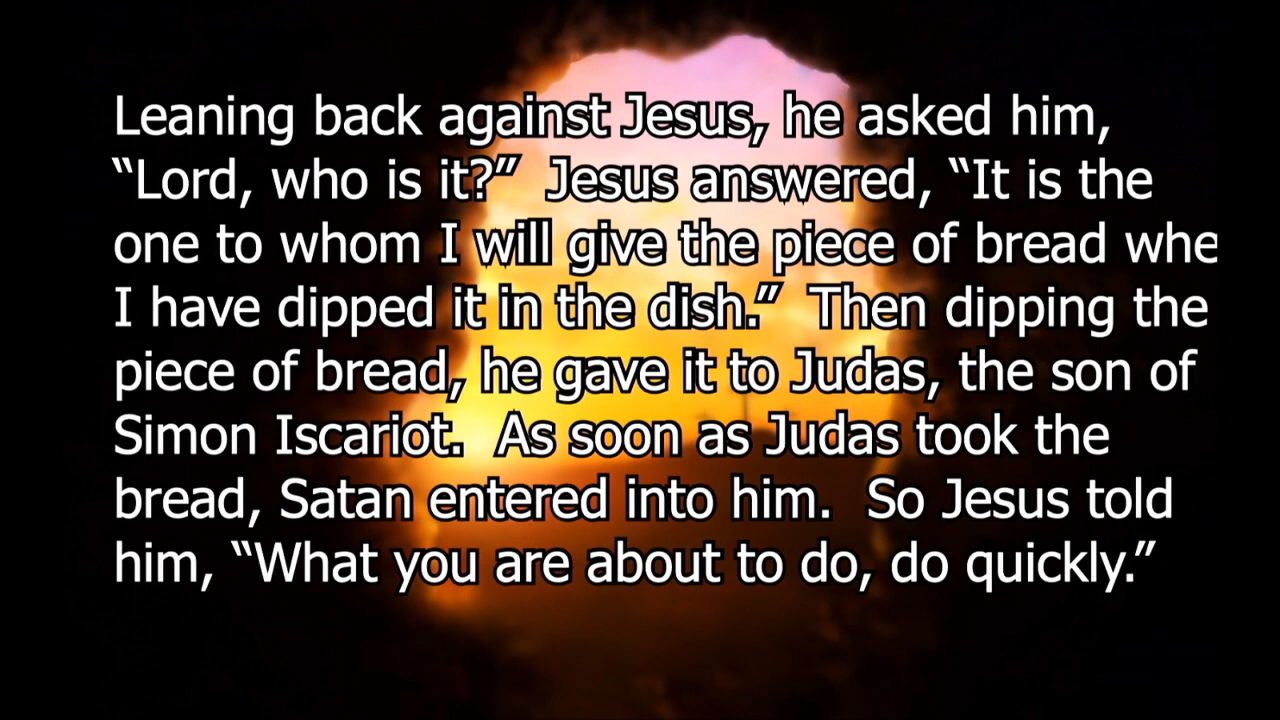 Leaning back against Jesus, he asked him,
“Lord, who is it?”  Jesus answered, “It is the
one to whom I will give the piece of bread whe
I have dipped it in the dish.”  Then dipping the
piece of bread, he gave it to Judas, the son of
Simon Iscariot.  As soon as Judas took the
bread, Satan entered into him.  So Jesus told
him, “What you are about to do, do quickly.”